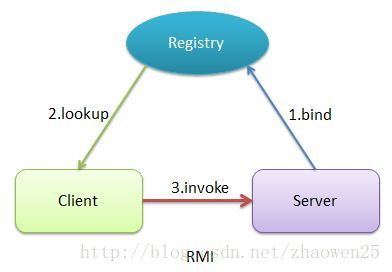 Registry
2.lookup
1.bind
Client
3.invoke
Server
http://blog.csdn.net/zhaowen25
RMI